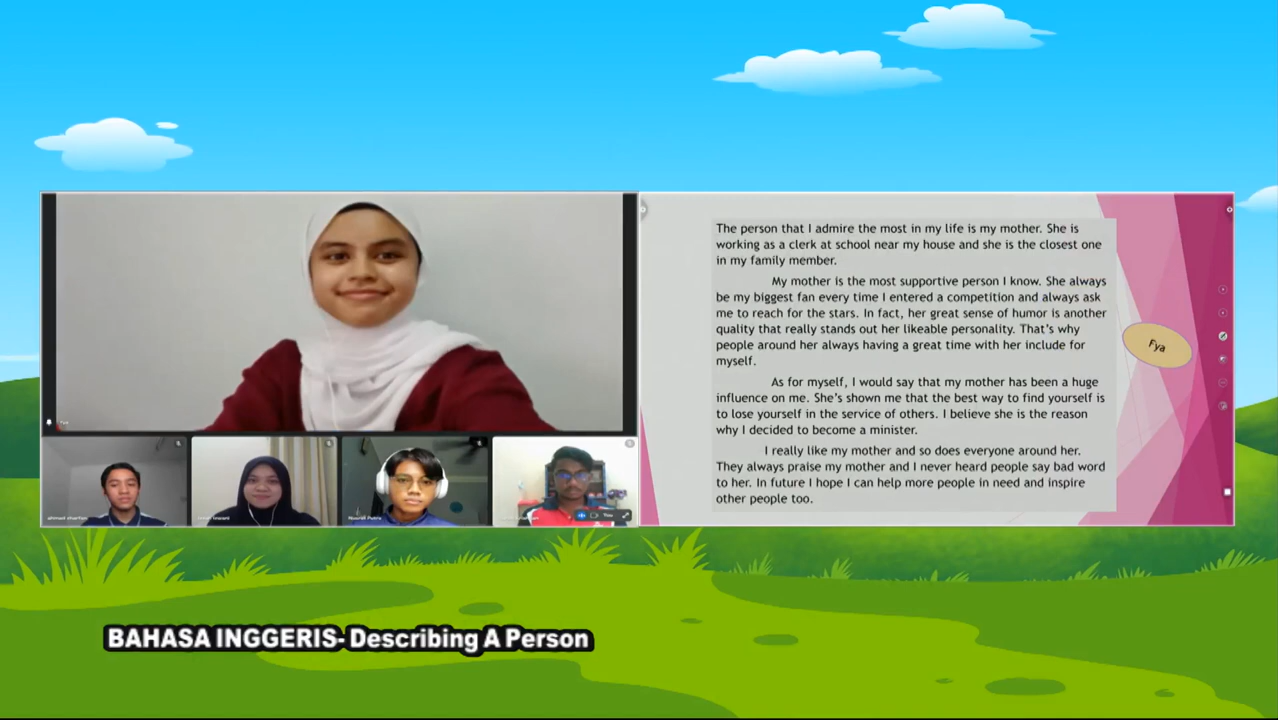 The person that I admire the most in my life is my mother. She is
working as a clerk at school near my house and she is the closest one
in my family member.
My mother is the most supportive person I know. She always
be my biggest fan every time I entered a competition and always ask
me to reach for the stars. In fact, her great sense of humor is another
quality that really stands out her likeable personality. That's why
people around her always having a great time with her include for
myself.
As for myself, I would say that my mother has been a huge
influence on me. She's shown me that the best way to find yourself is
to lose yourself in the service of others. I believe she is the reason
why I decided to become a minister.
I really like my mother and so does everyone around her.
They always praise my mother and I never heard people say bad word
to her. In future I hope I can help more people in need and inspire
other people too.
Fya
Fya
You
BAHASA INGGERIS- Describing A Person